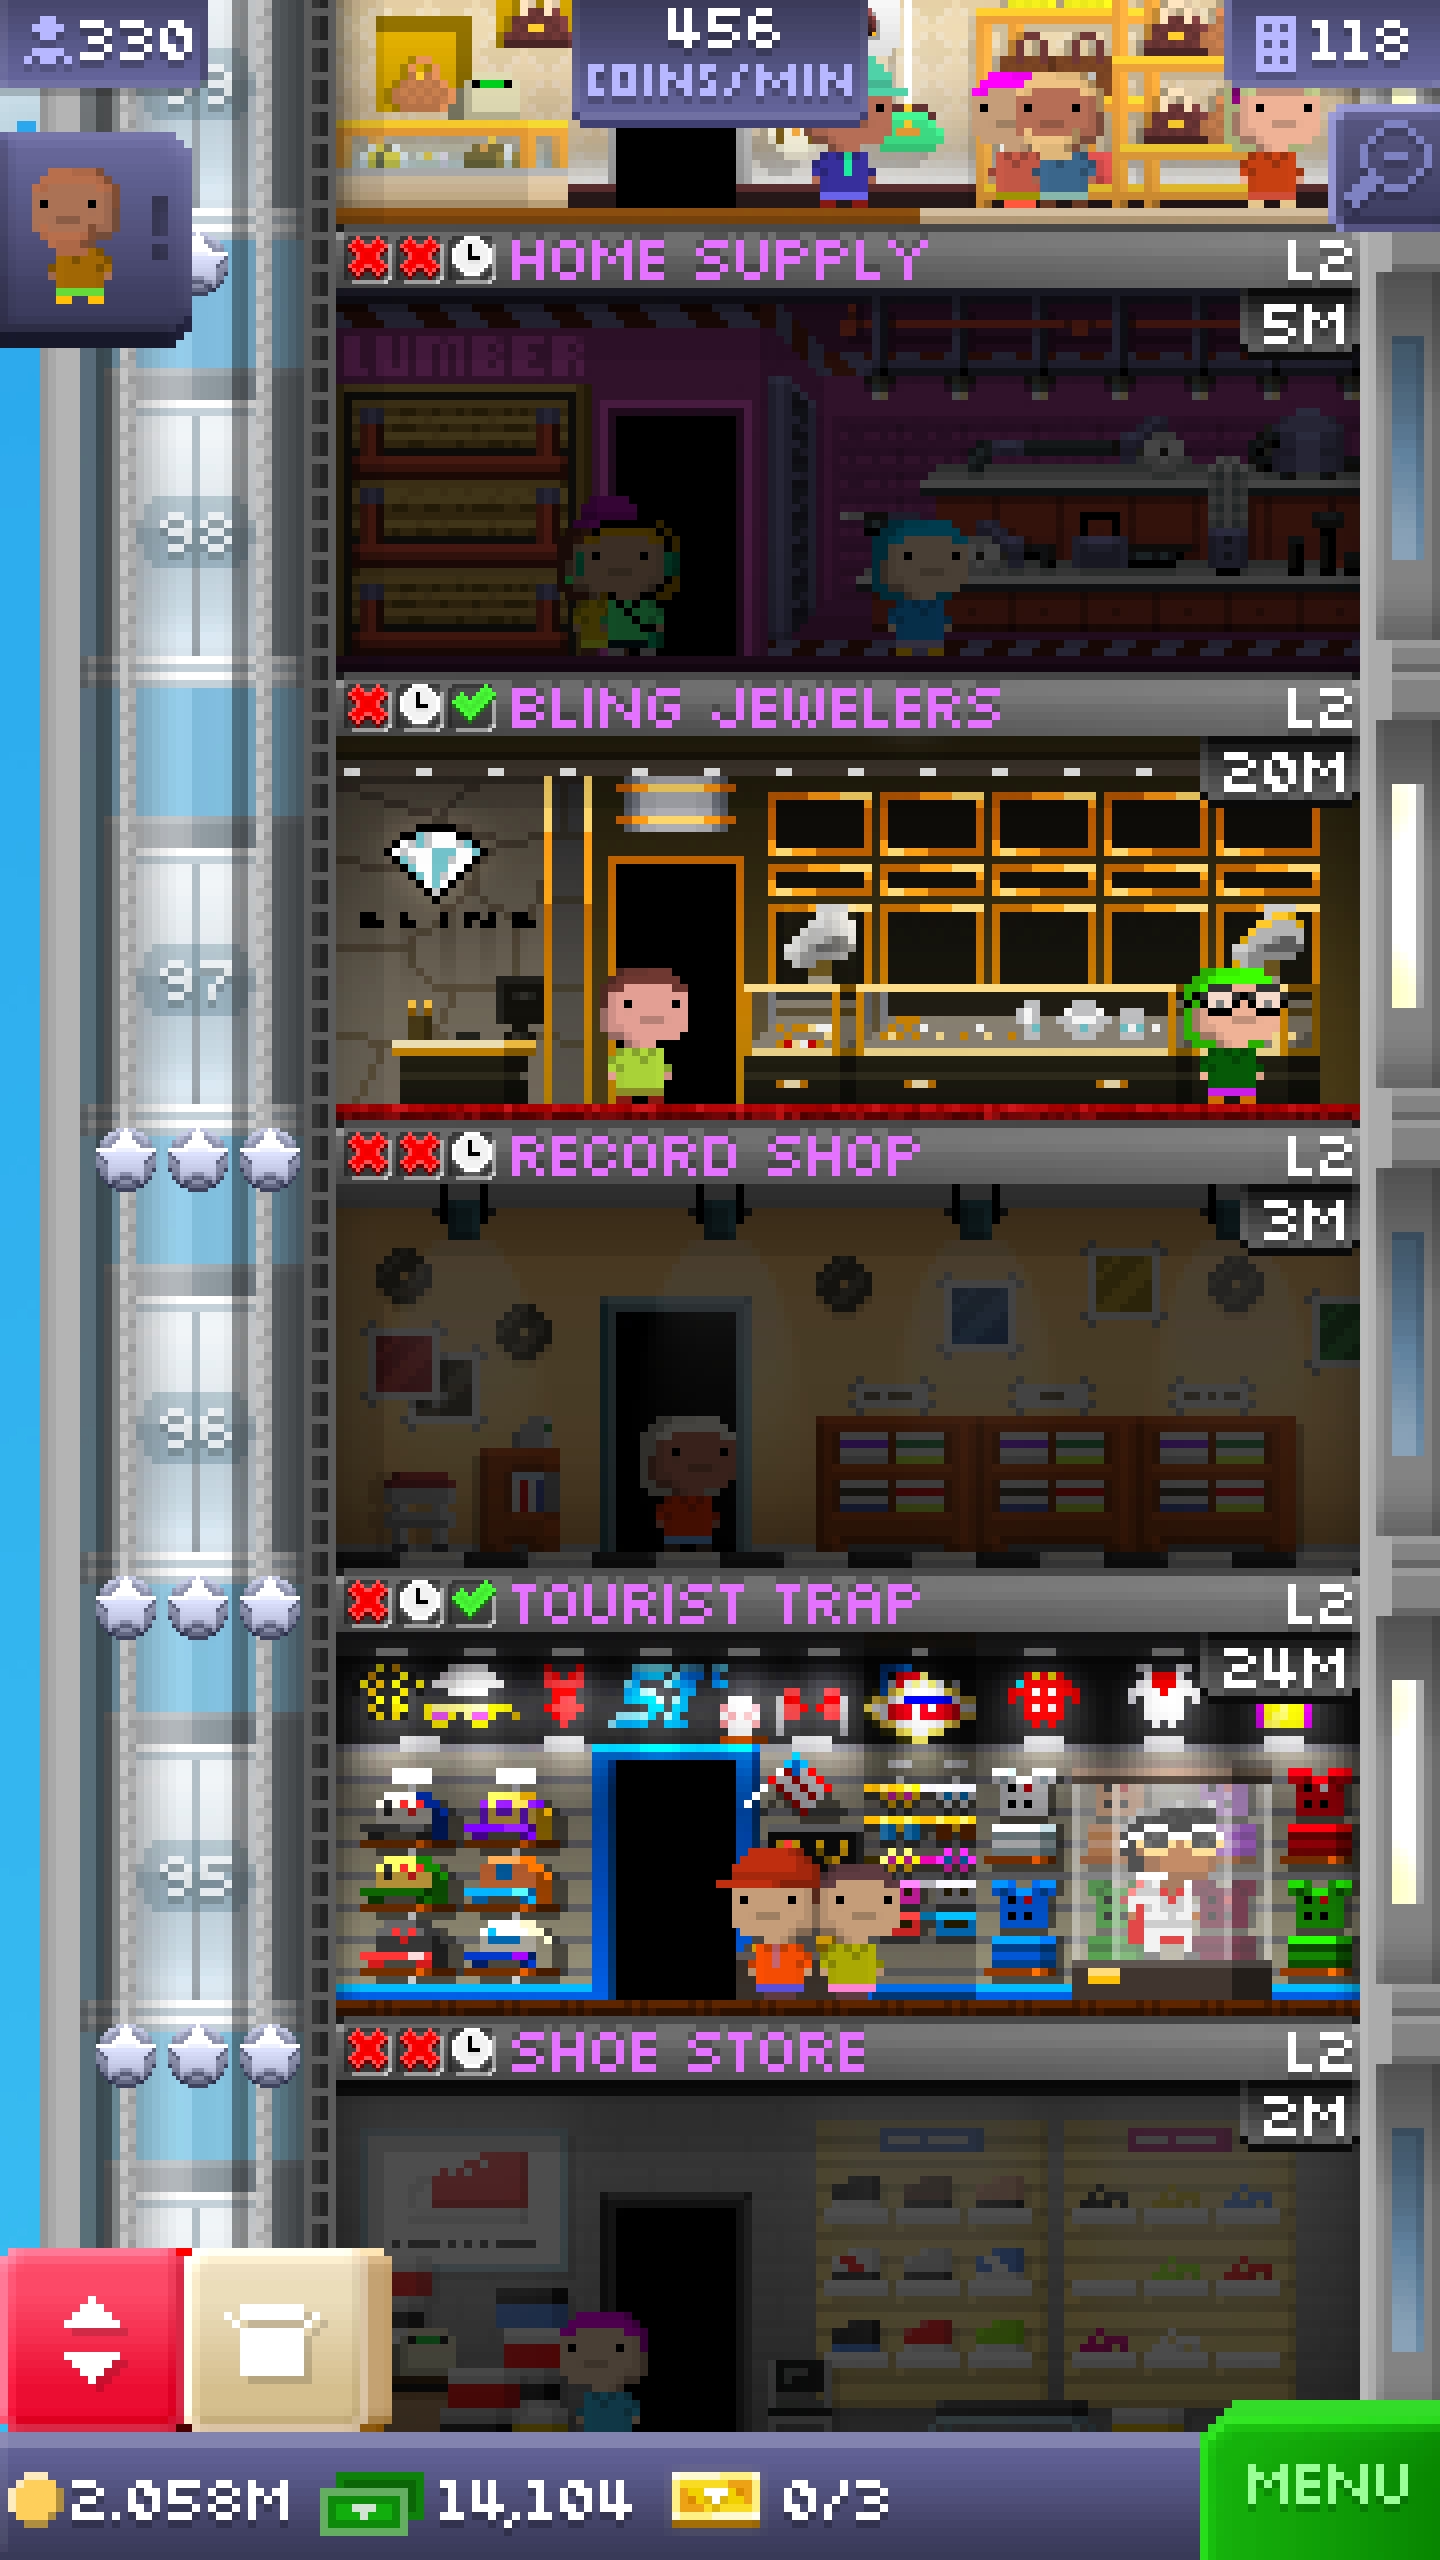 330
456
COINS/MIN
118
HOME SUPPLY
L2
5M
LUMBER
98
BLING JEWELERS
L2
20M
BLING
97
RECORD SHOP
L2
3M
96
TOURIST TRAP
L2
24M
95
SHOE STORE
L2
2M
2.058M
14,104
0/3
MENU